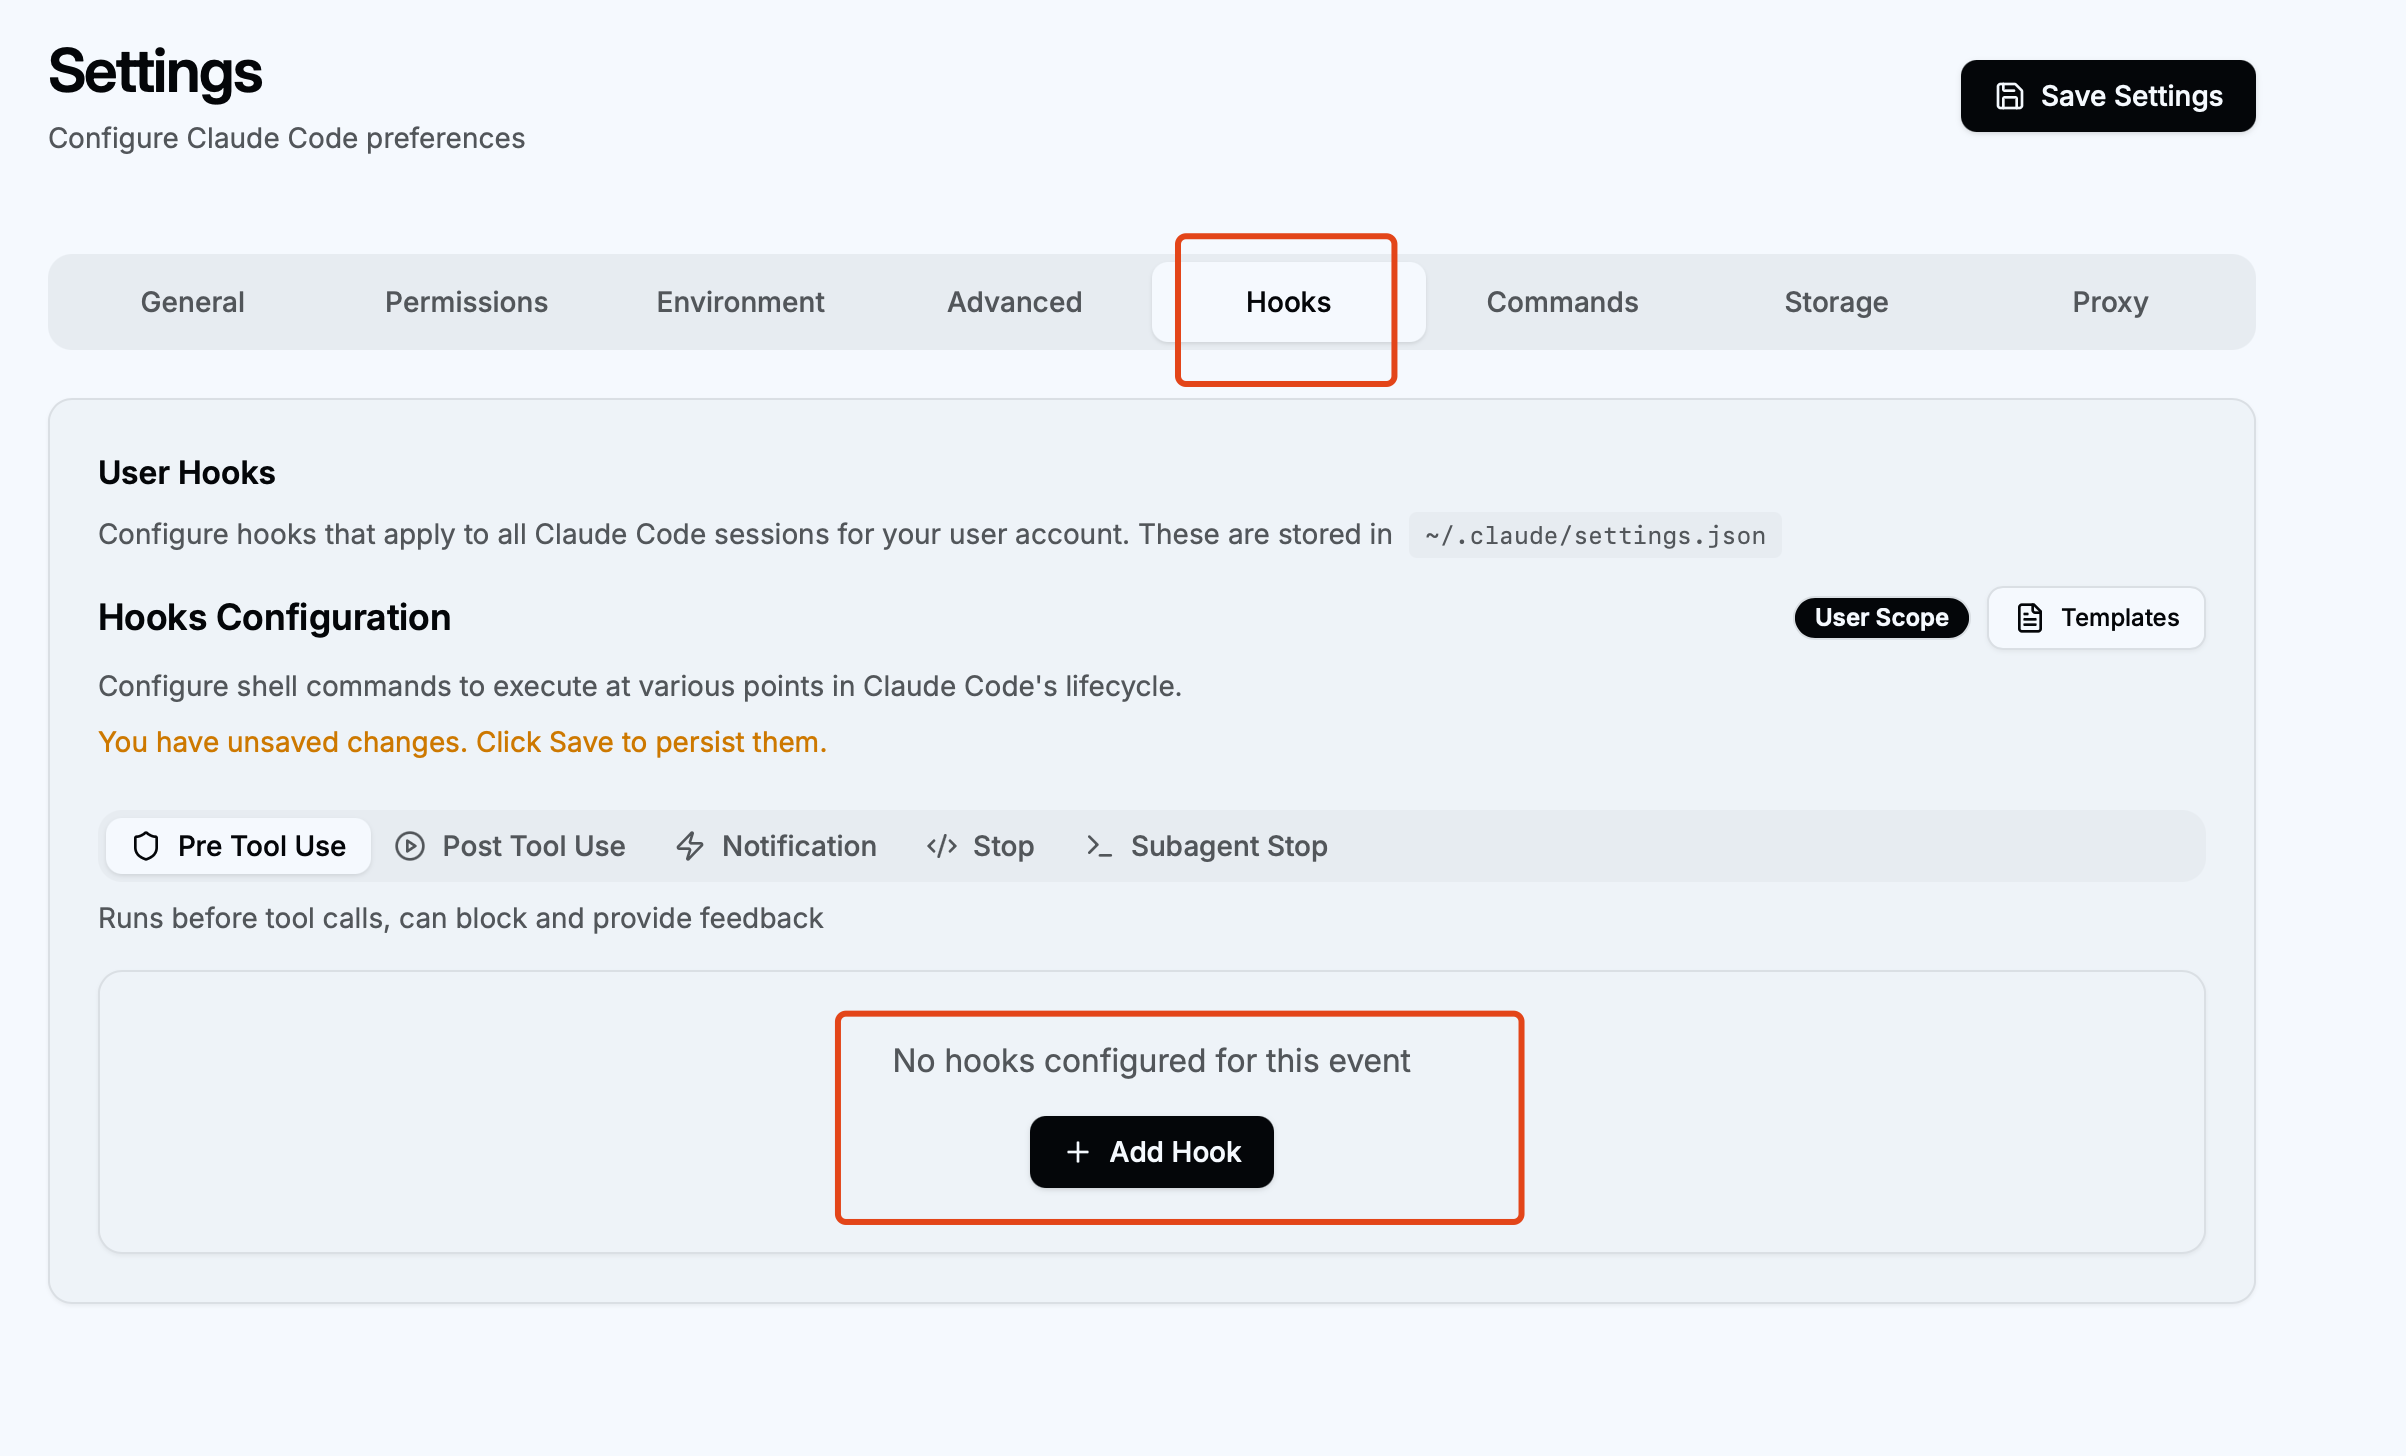 Settings
Configure Claude Code preferences
Save Settings
General Permissions Environment Advanced Hooks Commands Storage Proxy
User Hooks
Configure hooks that apply to all Claude Code sessions for your user account. These are stored in ~/.claude/settings.json
Hooks Configuration
User Scope Templates
Configure shell commands to execute at various points in Claude Code's lifecycle.
You have unsaved changes. Click Save to persist them.
Pre Tool Use Post Tool Use Notification Stop Subagent Stop
Runs before tool calls, can block and provide feedback
No hooks configured for this event
Add Hook